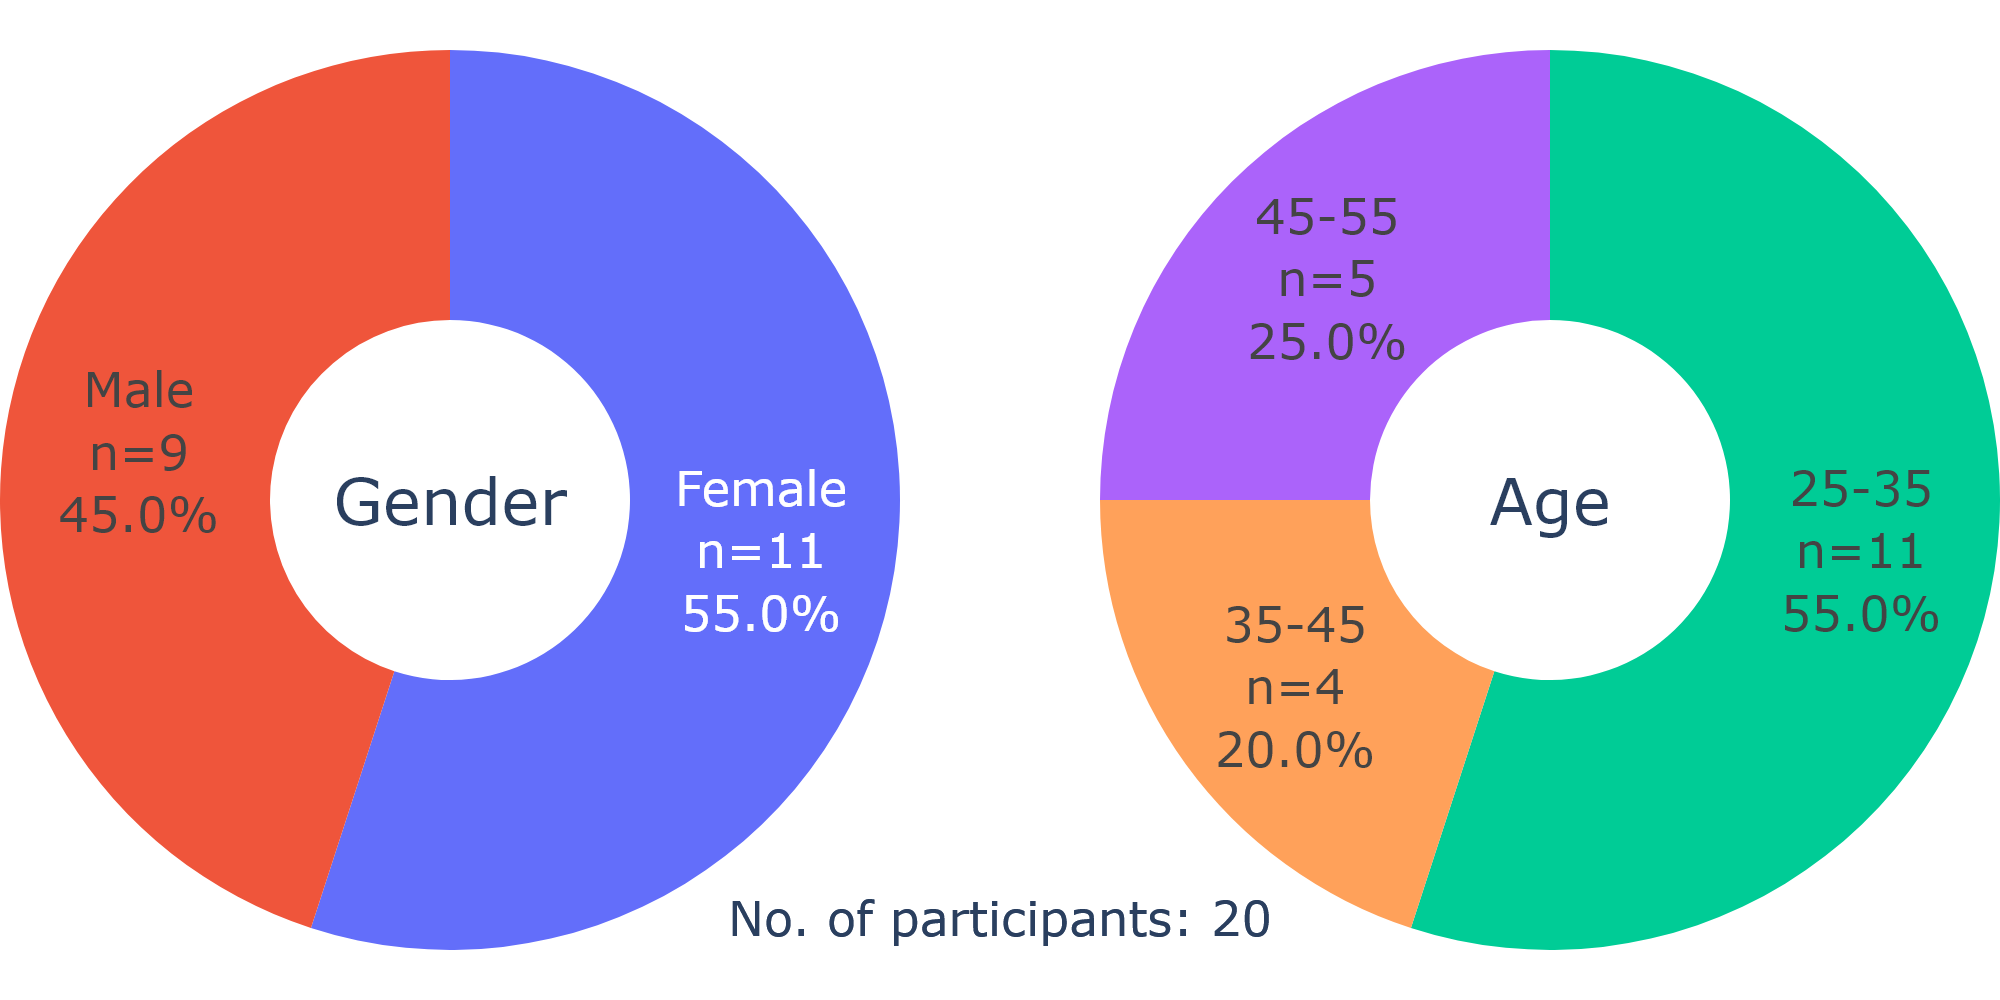 Male
n=9
45.0%
Gender
Female
n=11
55.0%
45-55
n=5
25.0%
35-45
n=4
20.0%
Age
25-35
n=11
55.0%
No. of participants: 20